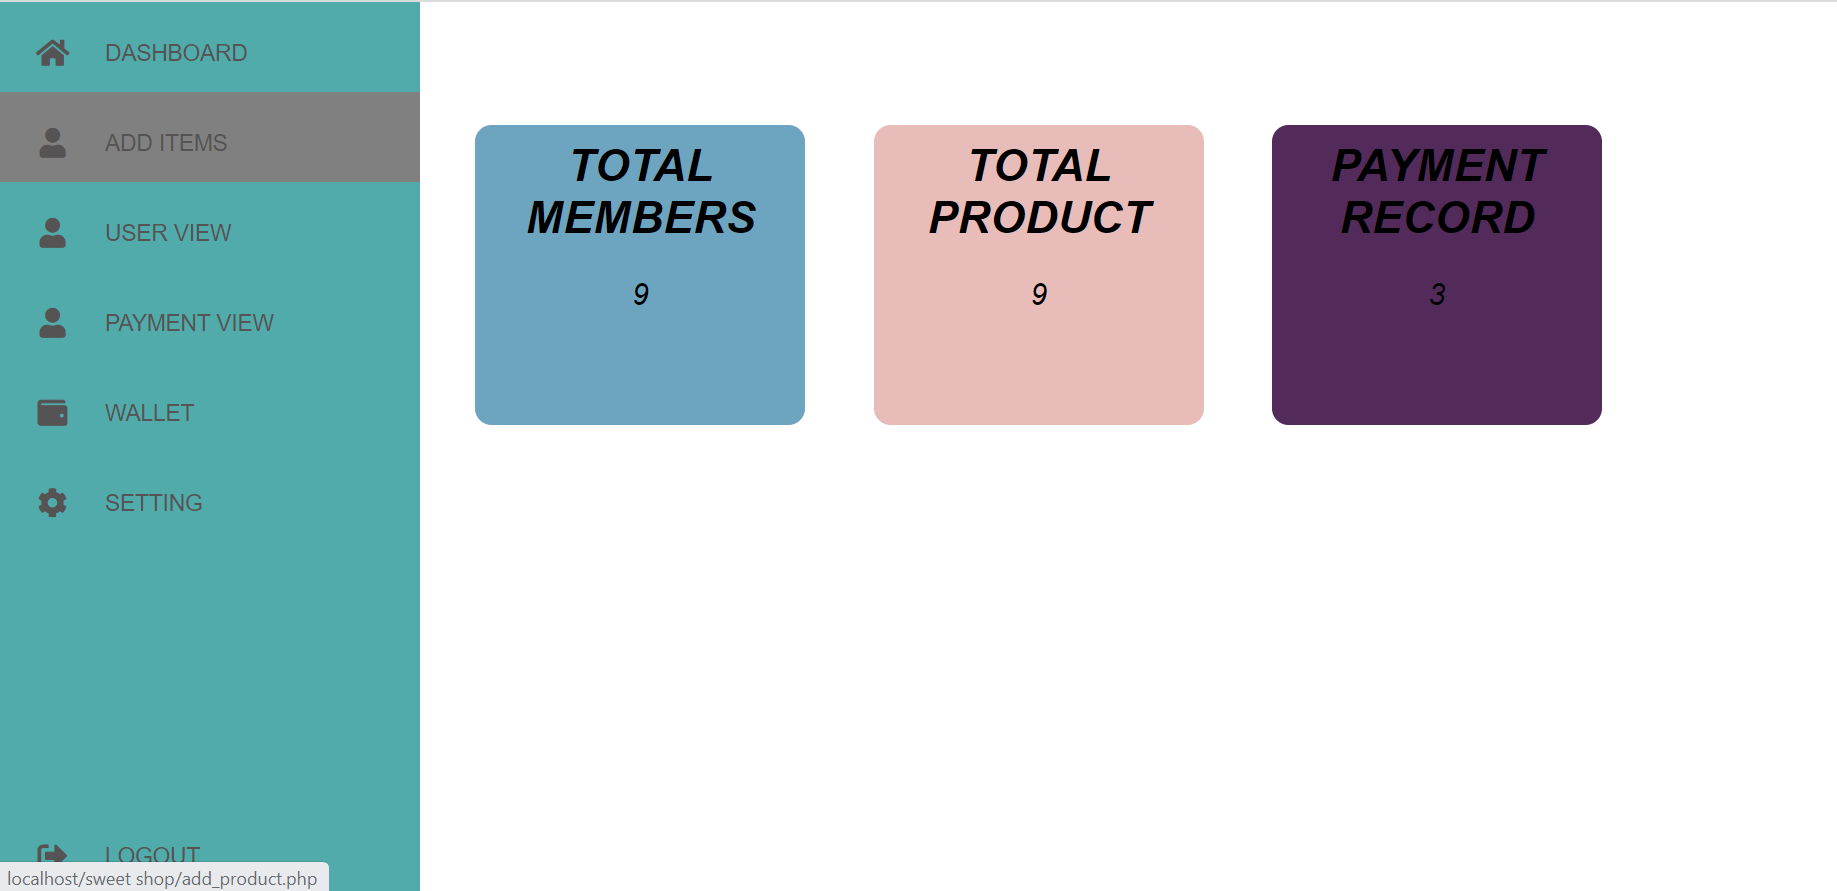 DASHBOARD
ADD ITEMS
USER VIEW
PAYMENT VIEW
WALLET
SETTING
LOGOUT
localhost/sweet shop/add_product.php
TOTAL
MEMBERS
9
TOTAL
PRODUCT
9
PAYMENT
RECORD
3